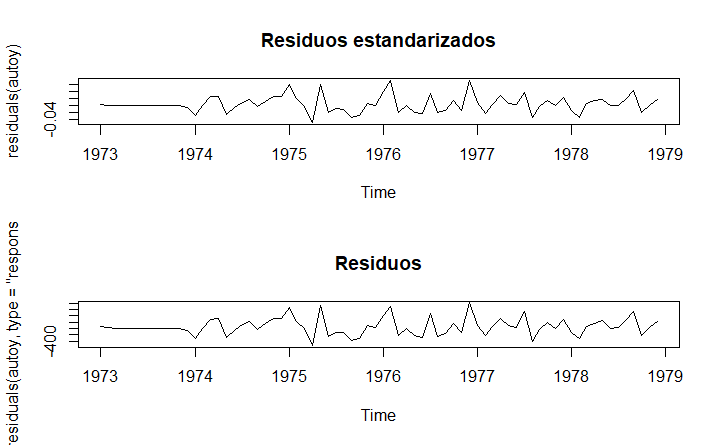 Residuos estandarizados
residuals(autoy)
-0.04
1973 1974 1975 1976 1977 1978 1979
Time
Residuos
residuals(autoy, type = "respons
-400
1973 1974 1975 1976 1977 1978 1979
Time